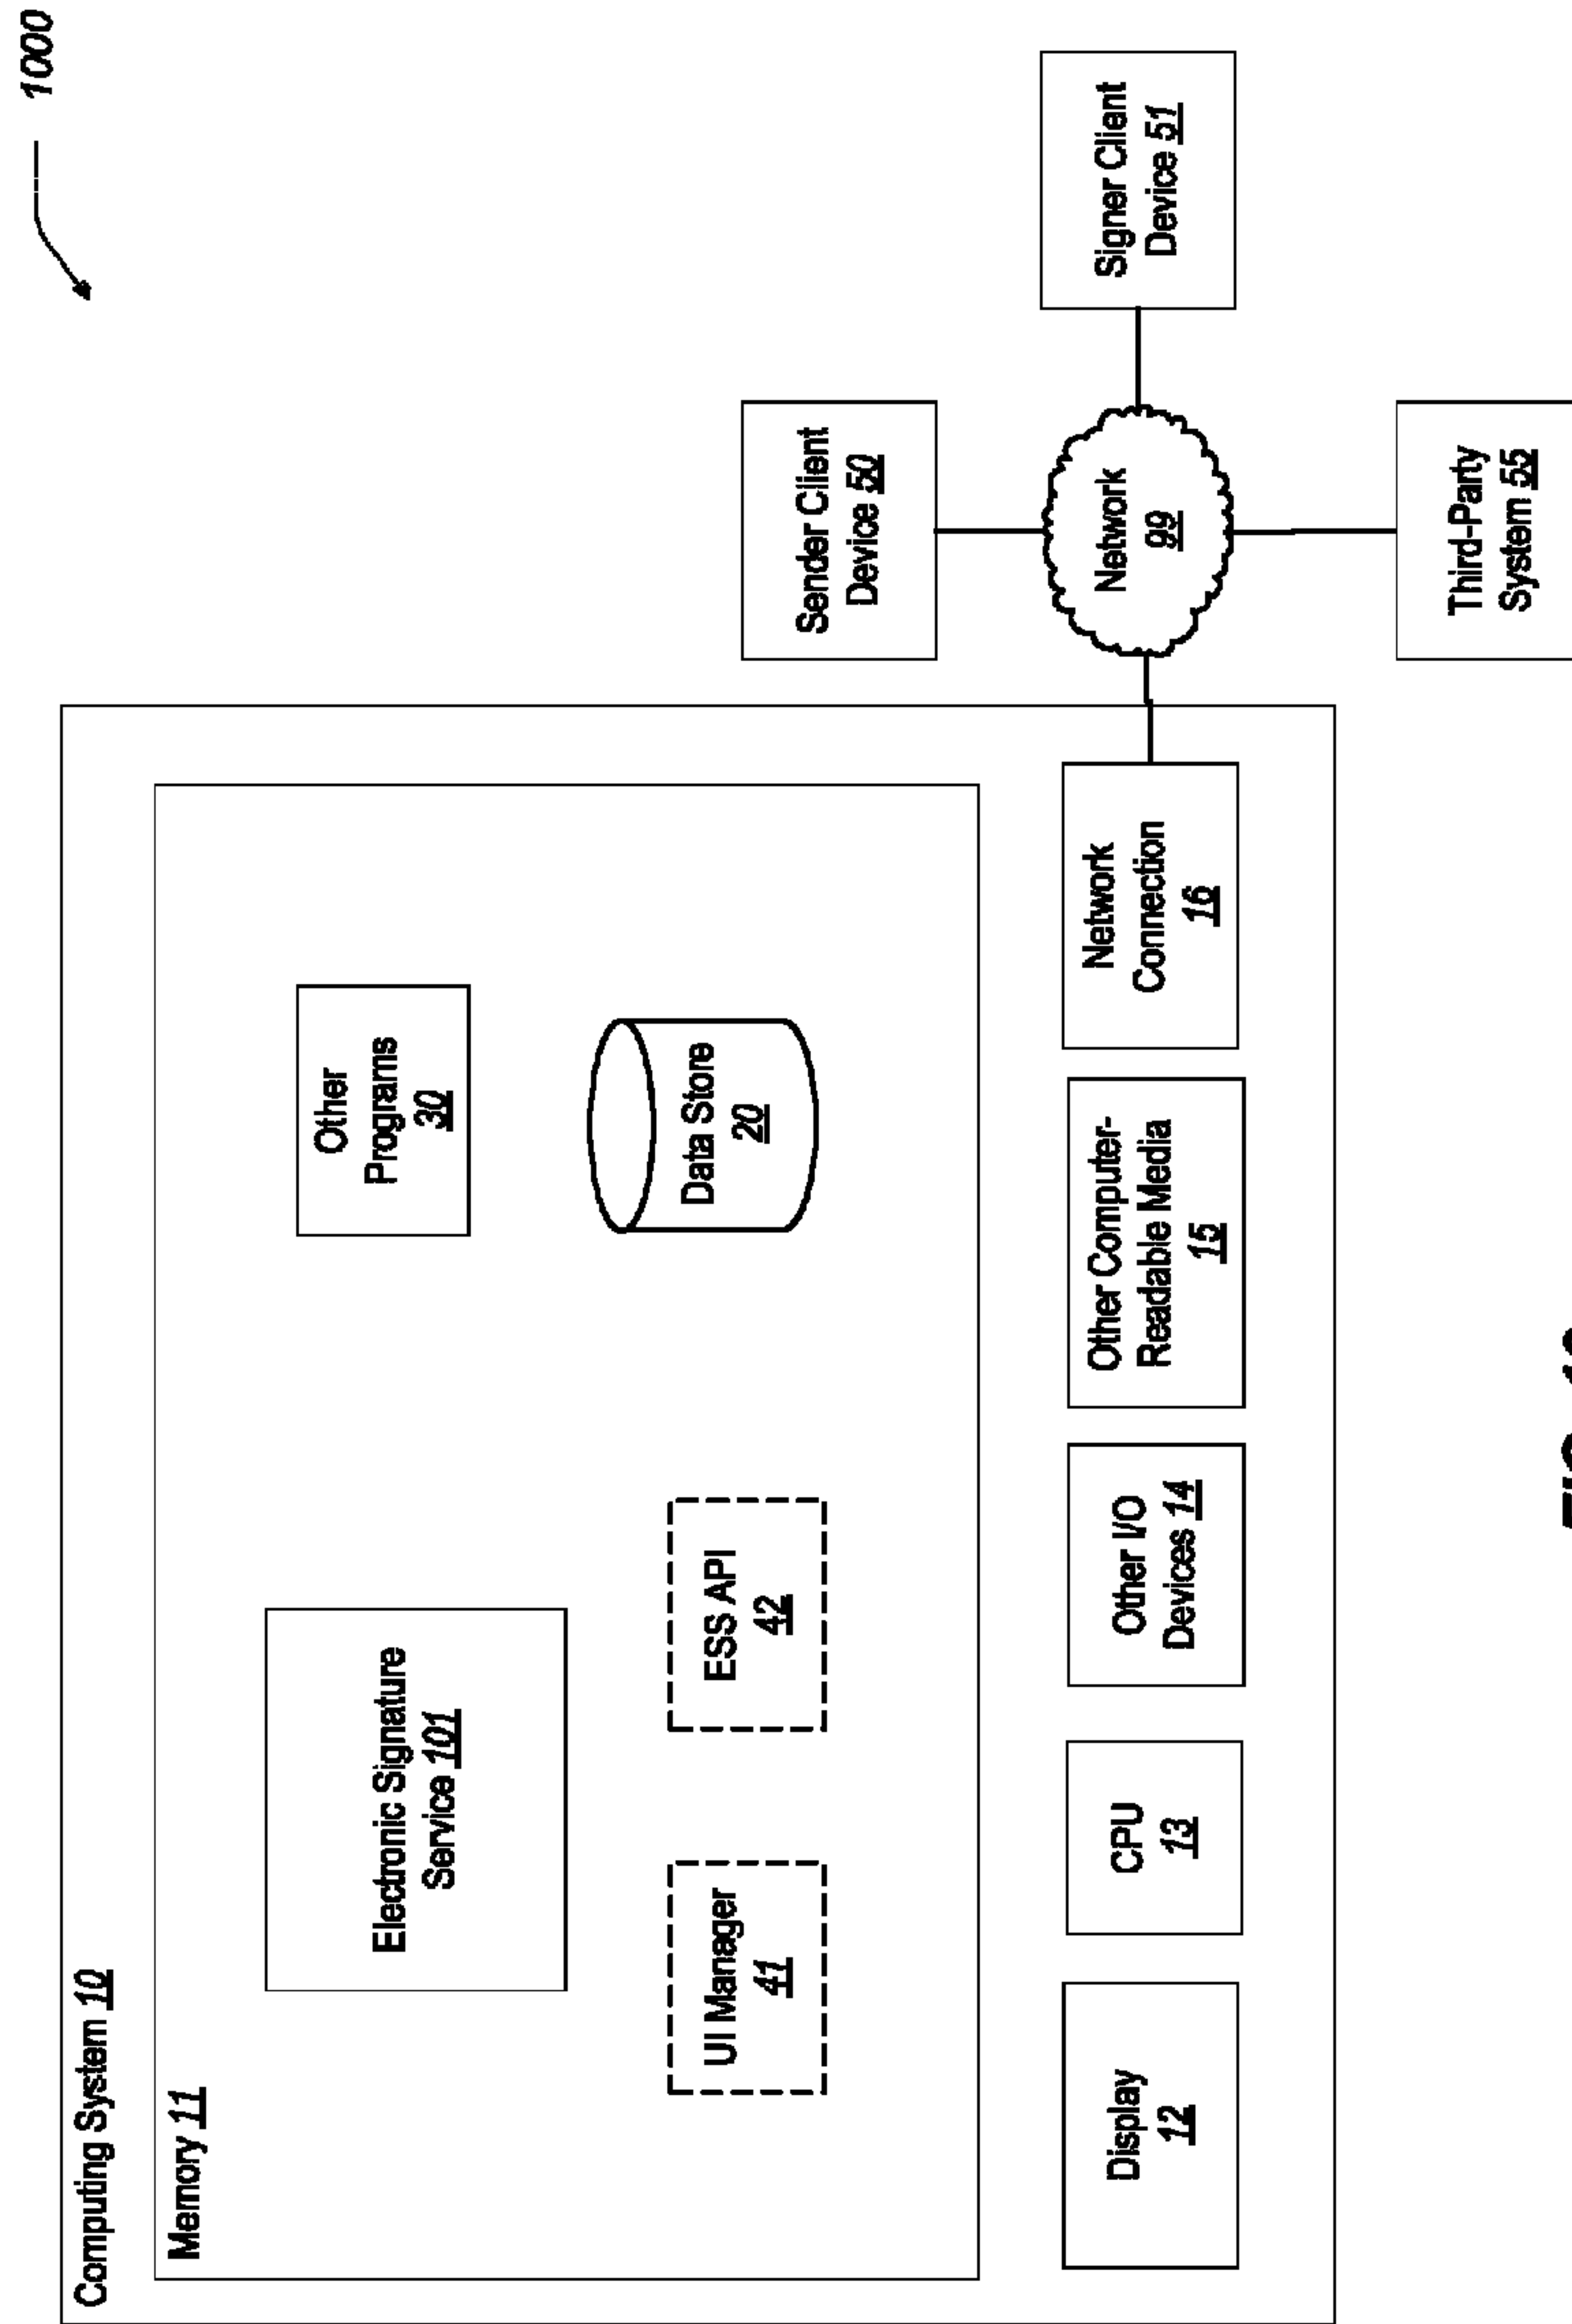 1000
Computing System 10
Memory 11
Electronic Signature
Service 101
Other
Programs
30
UI Manager
41
ESS API
42
Data Store
20
Display
12
CPU
13
Other I/O
Devices 14
Other Computer-
Readable Media
15
Network
Connection
16
Sender Client
Device 50
Network
99
Signer Client
Device 51
Third-Party
System 55